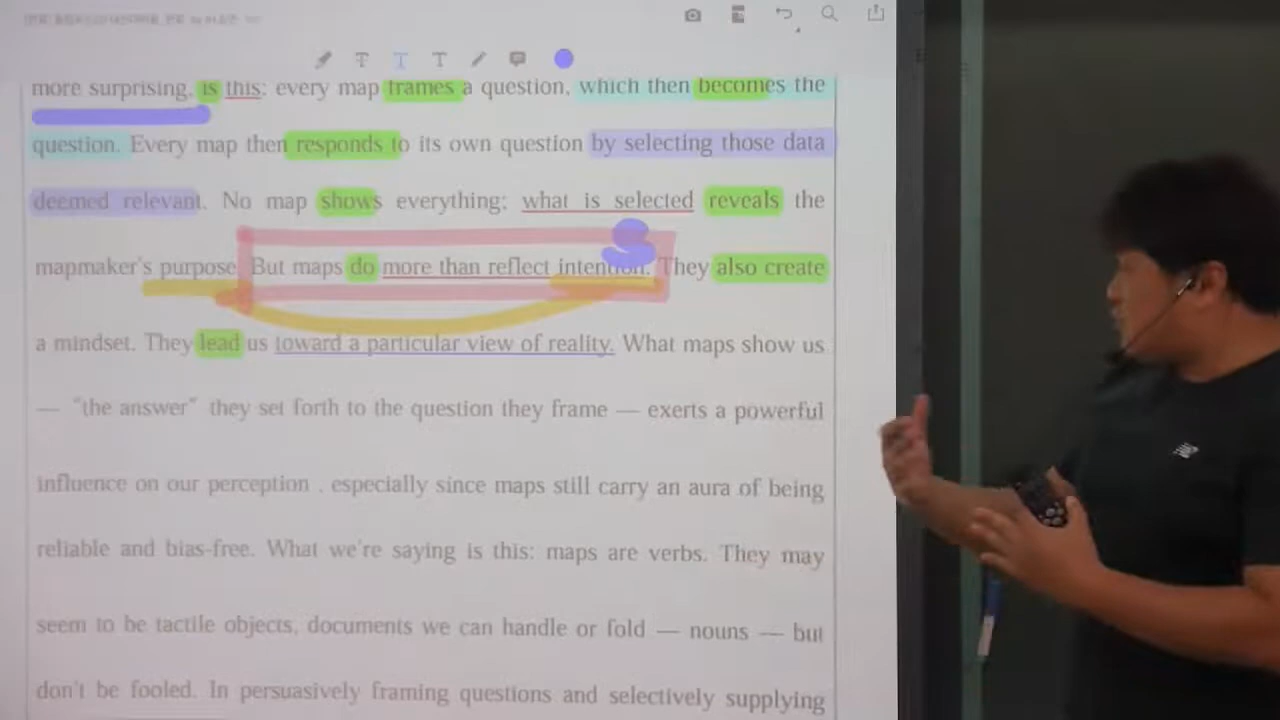 more surprising, is this: every map frames a question, which then becomes the
question. Every map then responds to its own question by selecting those data
deemed relevant. No map shows everything; what is selected reveals the
mapmaker's purpose. But maps do more than reflect intention. They also create
a mindset. They lead us toward a particular view of reality. What maps show us
— "the answer" they set forth to the question they frame — exerts a powerful
influence on our perception , especially since maps still carry an aura of being
reliable and bias-free. What we're saying is this: maps are verbs. They may
seem to be tactile objects, documents we can handle or fold — nouns — but
don't be fooled. In persuasively framing questions and selectively supplying